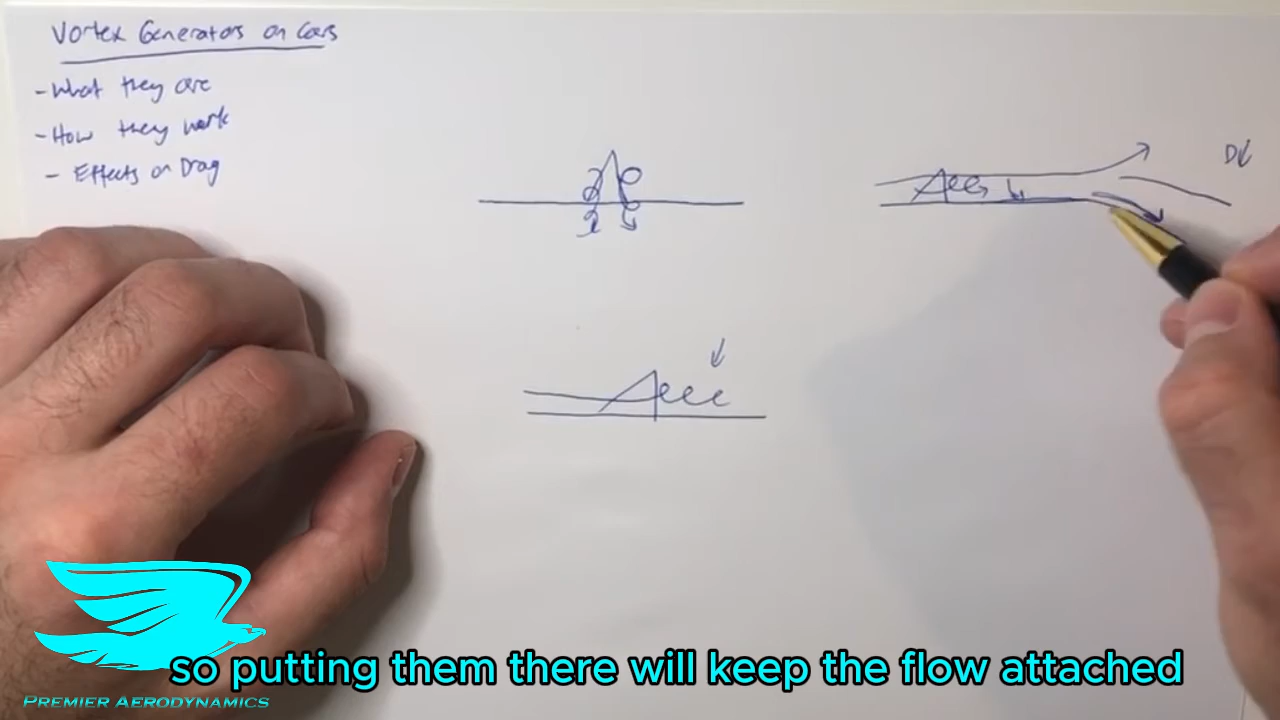 Vortex Generators on Cars
- What they are
- How they work
- Effects on Drag
D↓
so putting them there will keep the flow attached
PREMIER AERODYNAMICS